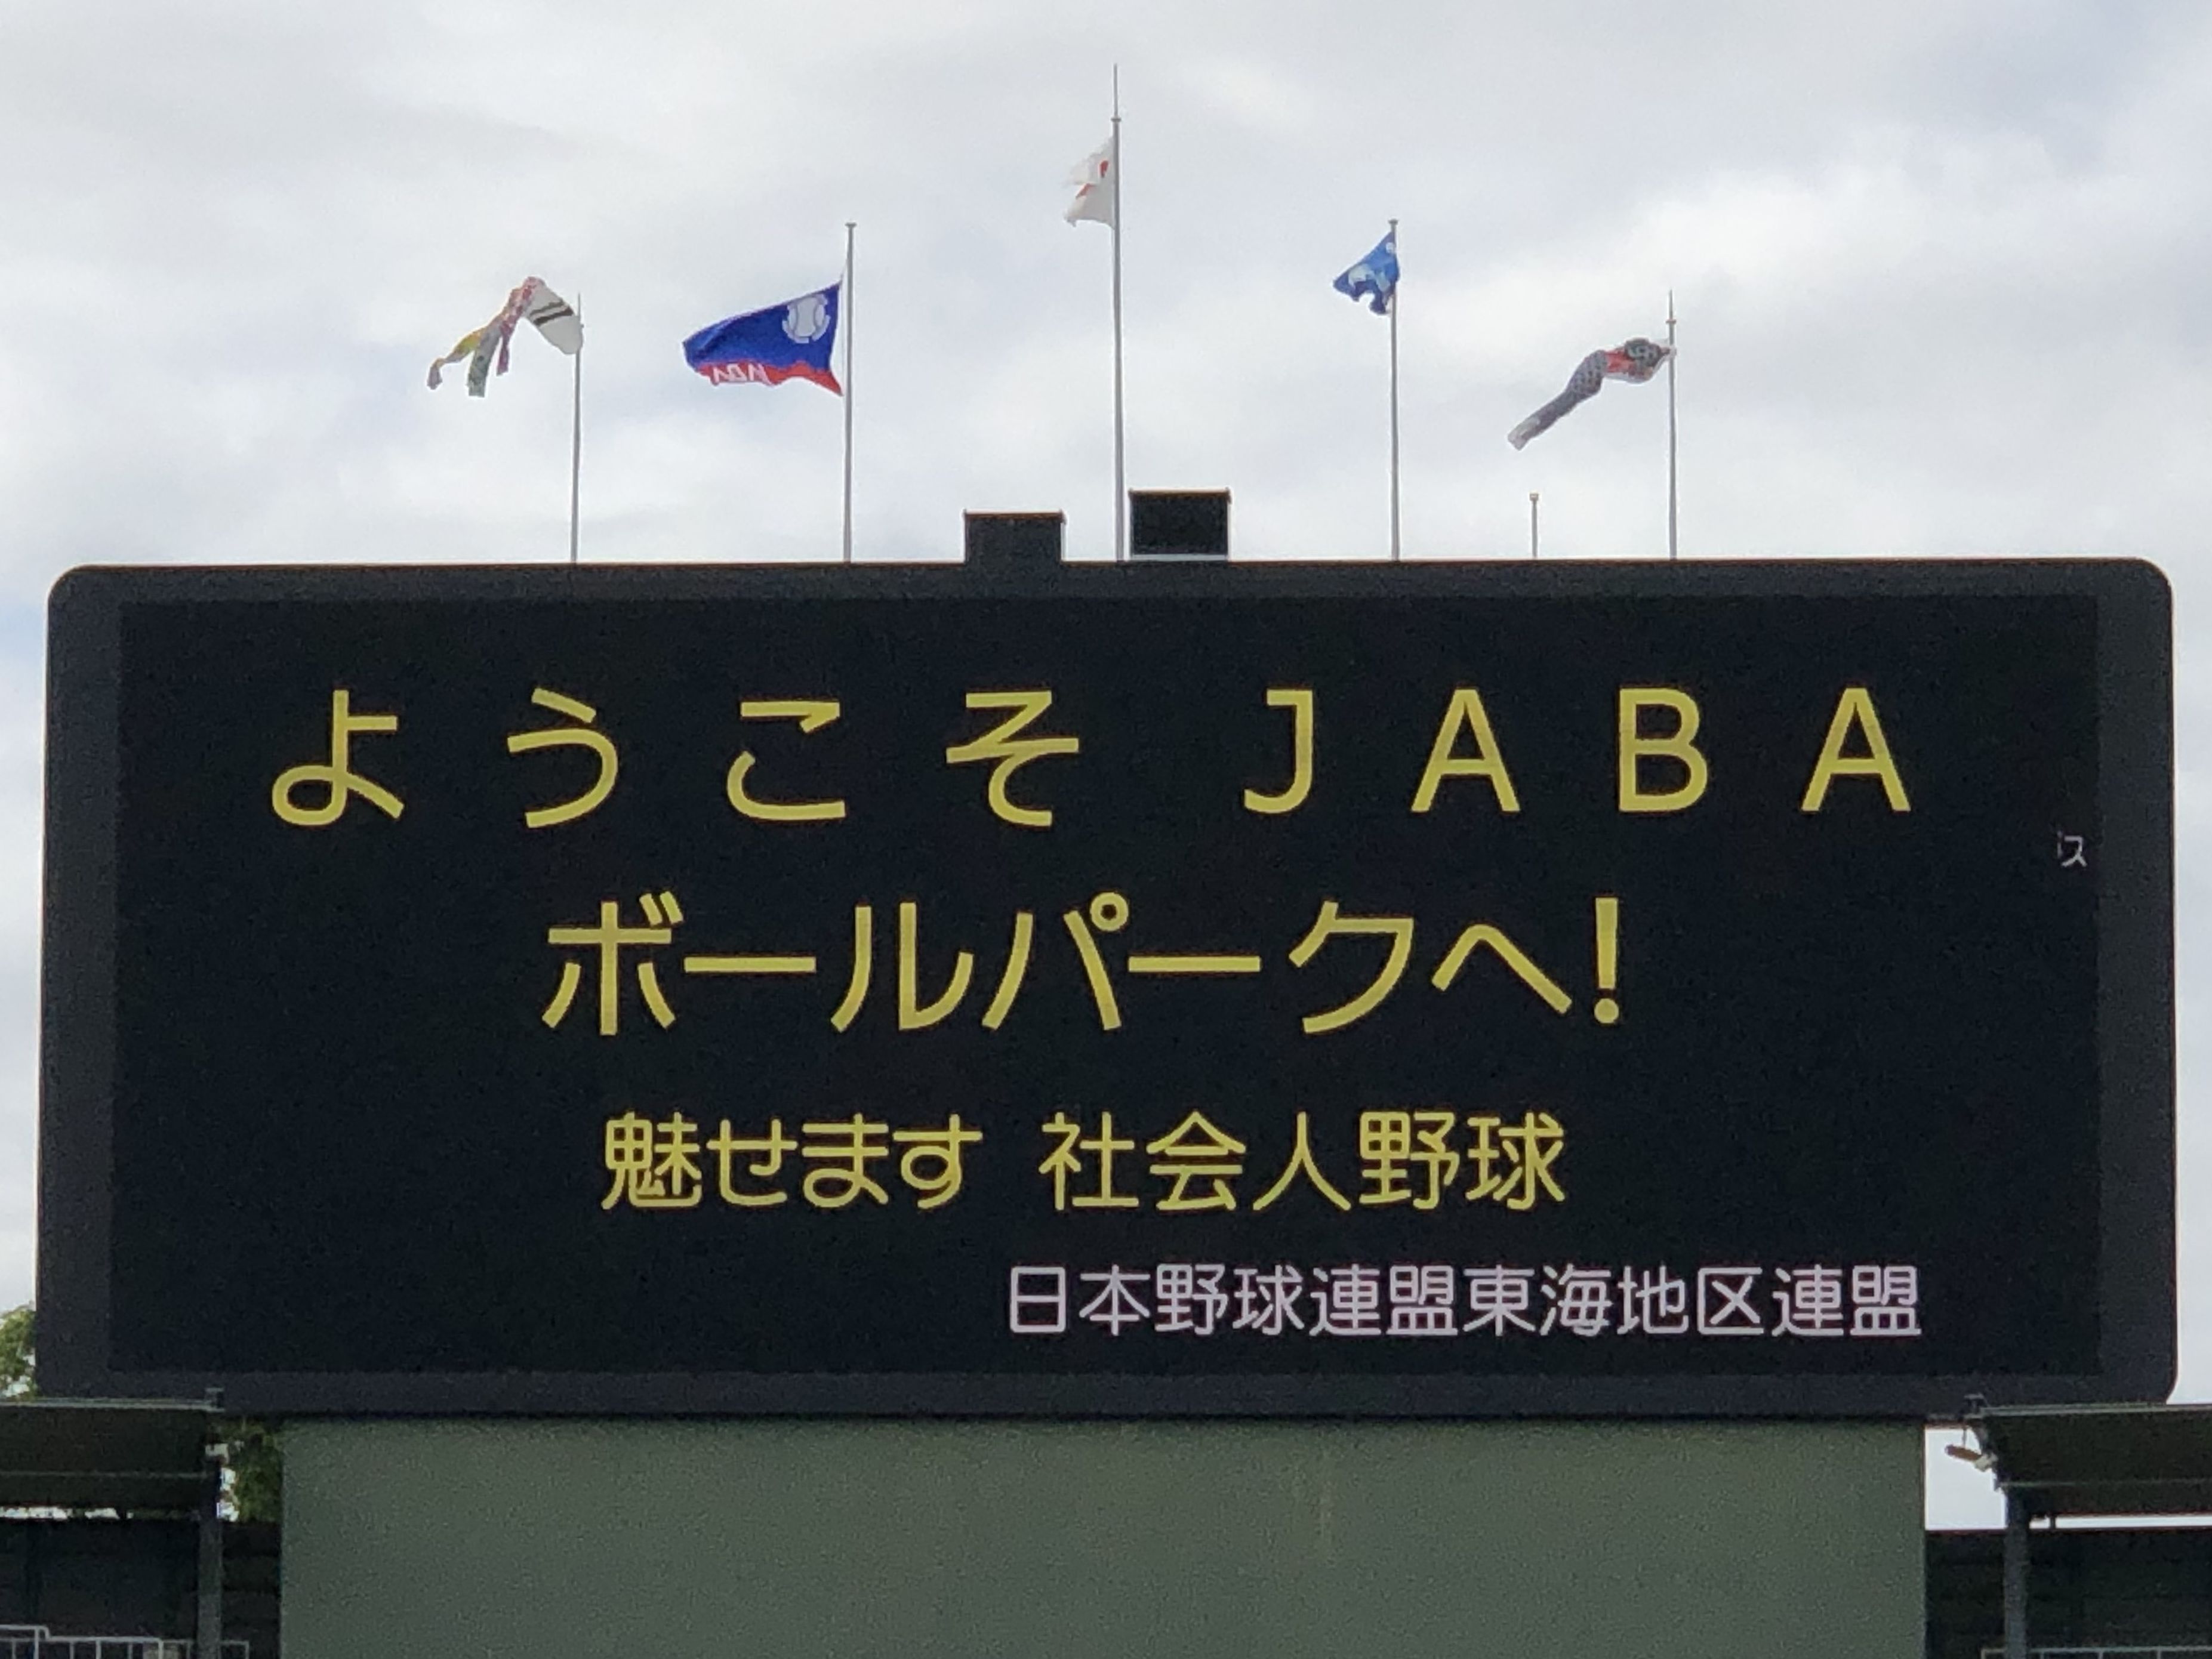 ようこそ JABA
ボールパークへ!
魅せます 社会人野球
日本野球連盟東海地区連盟